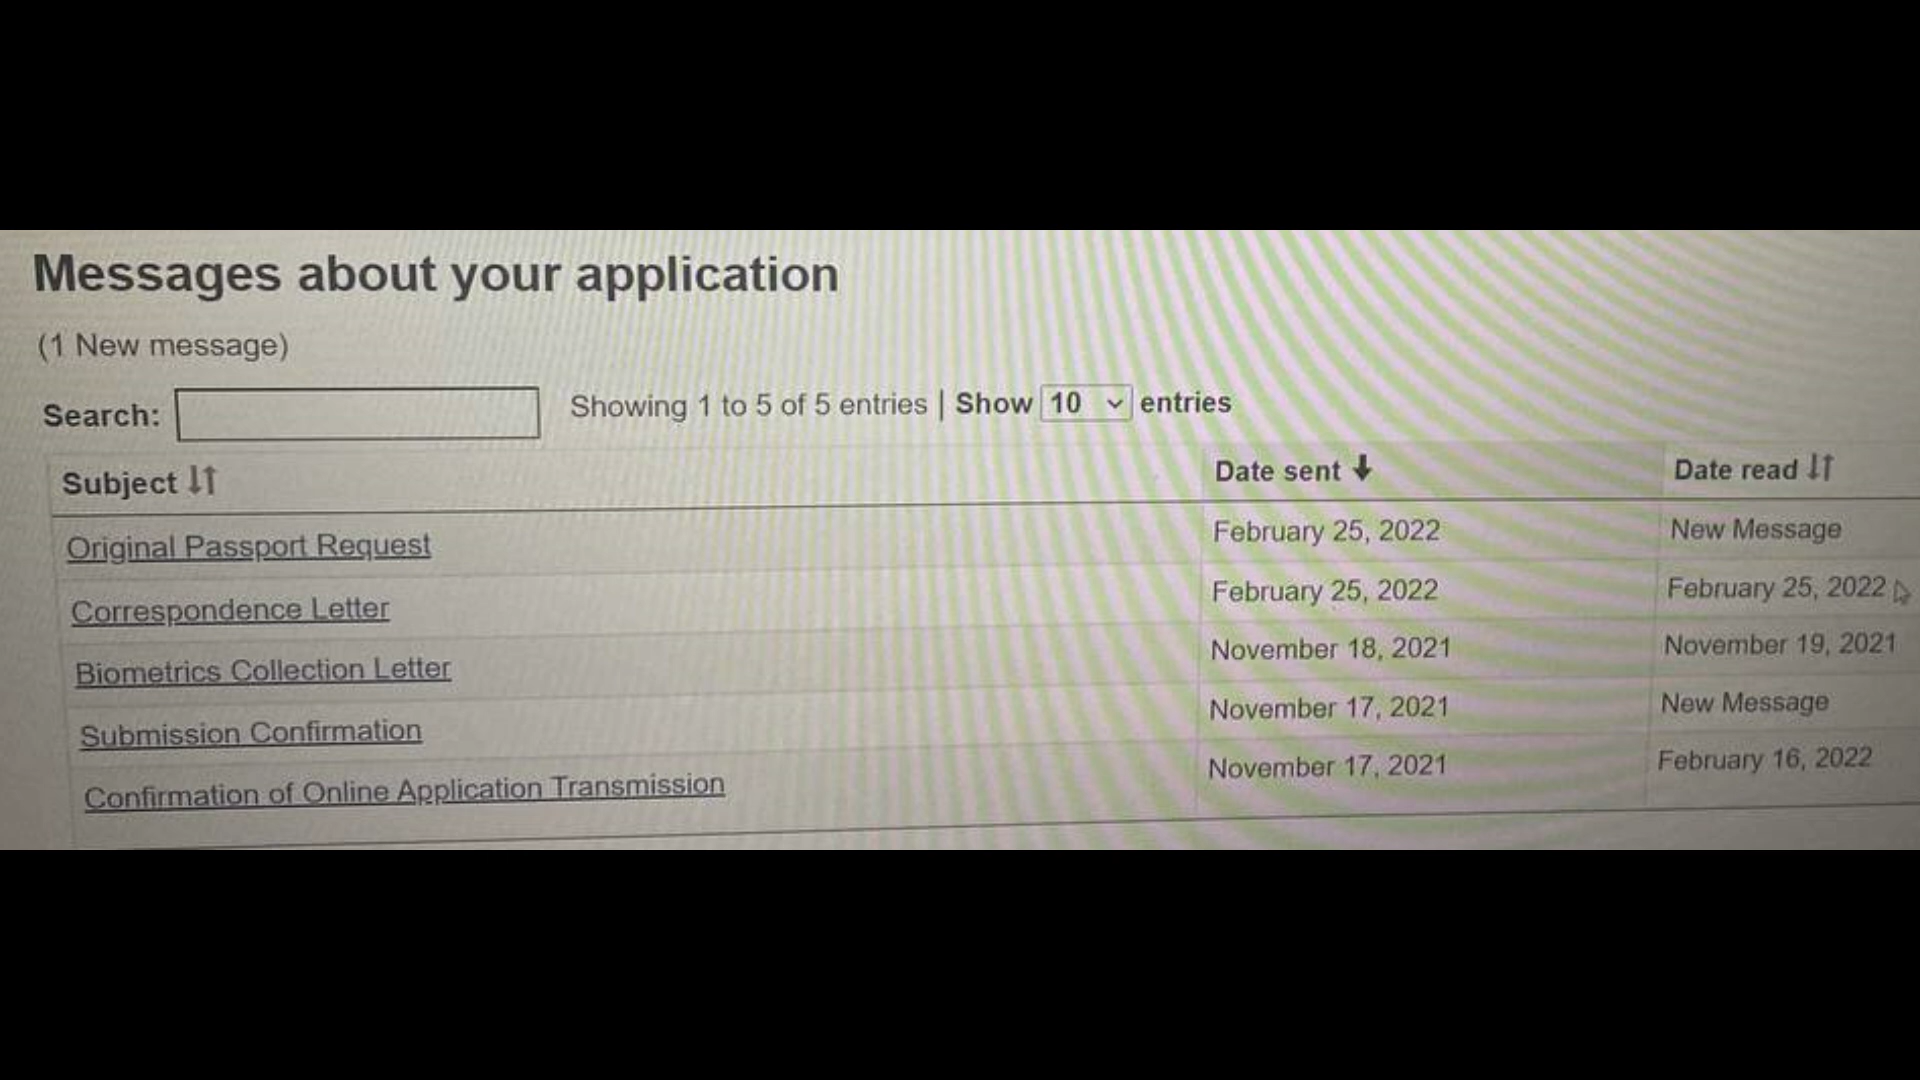 Messages about your application
(1 New message)
Search: Showing 1 to 5 of 5 entries | Show 10 entries
Subject Date sent Date read
Original Passport Request February 25, 2022 New Message
Correspondence Letter February 25, 2022 February 25, 2022
Biometrics Collection Letter November 18, 2021 November 19, 2021
Submission Confirmation November 17, 2021 New Message
Confirmation of Online Application Transmission November 17, 2021 February 16, 2022